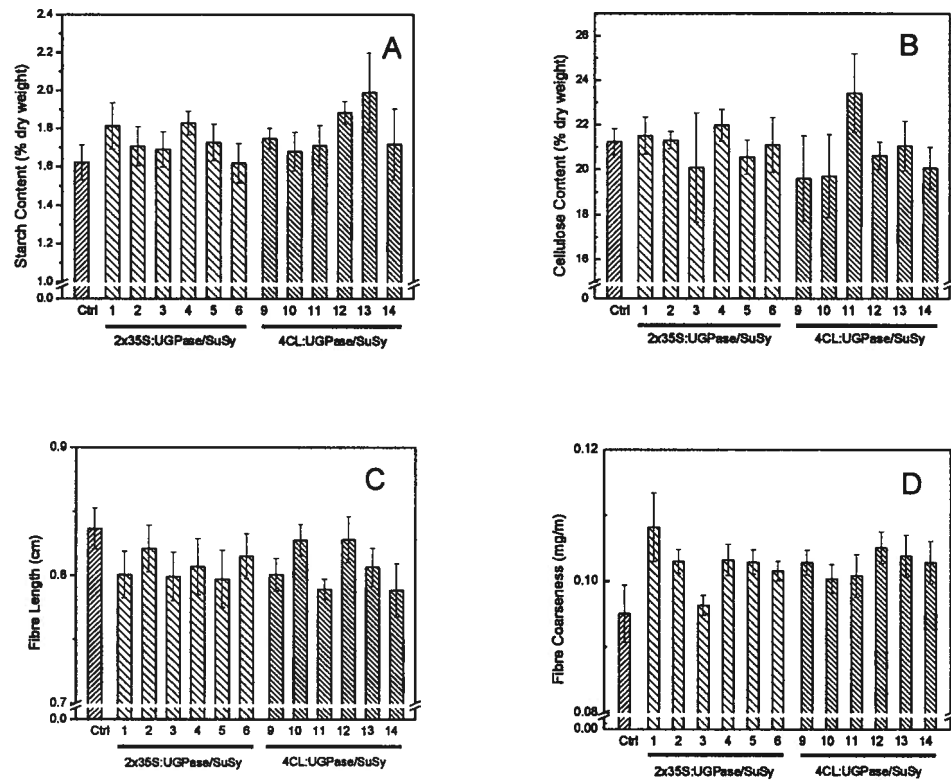 A
Starch Content (% dry weight)
2.4
2.2
2.0
1.8
1.6
1.4
1.2
1.0
0.0
Ctrl 1 2 3 4 5 6 9 10 11 12 13 14
2x35S:UGPase/SuSy 4CL:UGPase/SuSy
B
Cellulose Content (% dry weight)
26
24
22
20
18
16
0
Ctrl 1 2 3 4 5 6 9 10 11 12 13 14
2x35S:UGPase/SuSy 4CL:UGPase/SuSy
C
Fibre Length (cm)
0.9
0.8
0.7
0.0
Ctrl 1 2 3 4 5 6 9 10 11 12 13 14
2x35S:UGPase/SuSy 4CL:UGPase/SuSy
D
Fibre Coarseness (mg/m)
0.12
0.10
0.08
0.00
Ctrl 1 2 3 4 5 6 9 10 11 12 13 14
2x35S:UGPase/SuSy 4CL:UGPase/SuSy